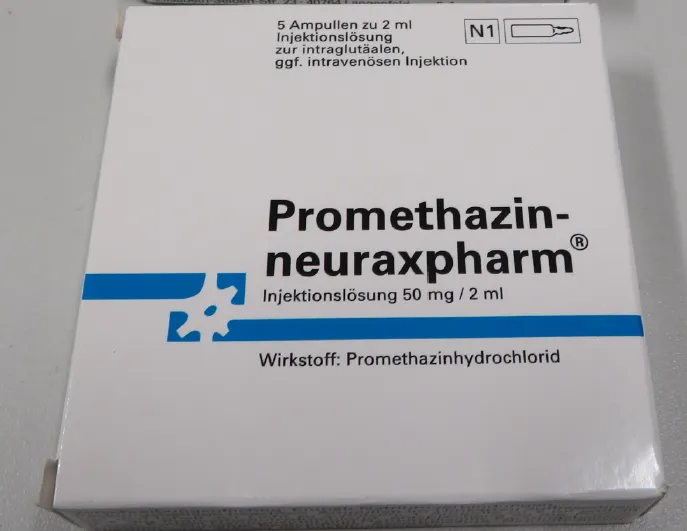 5 Ampullen zu 2 ml
Injektionslösung
zur intraglutäalen,
ggf. intravenösen Injektion
N1
Promethazin-
neuraxpharm®
Injektionslösung 50 mg / 2 ml
Wirkstoff: Promethazinhydrochlorid